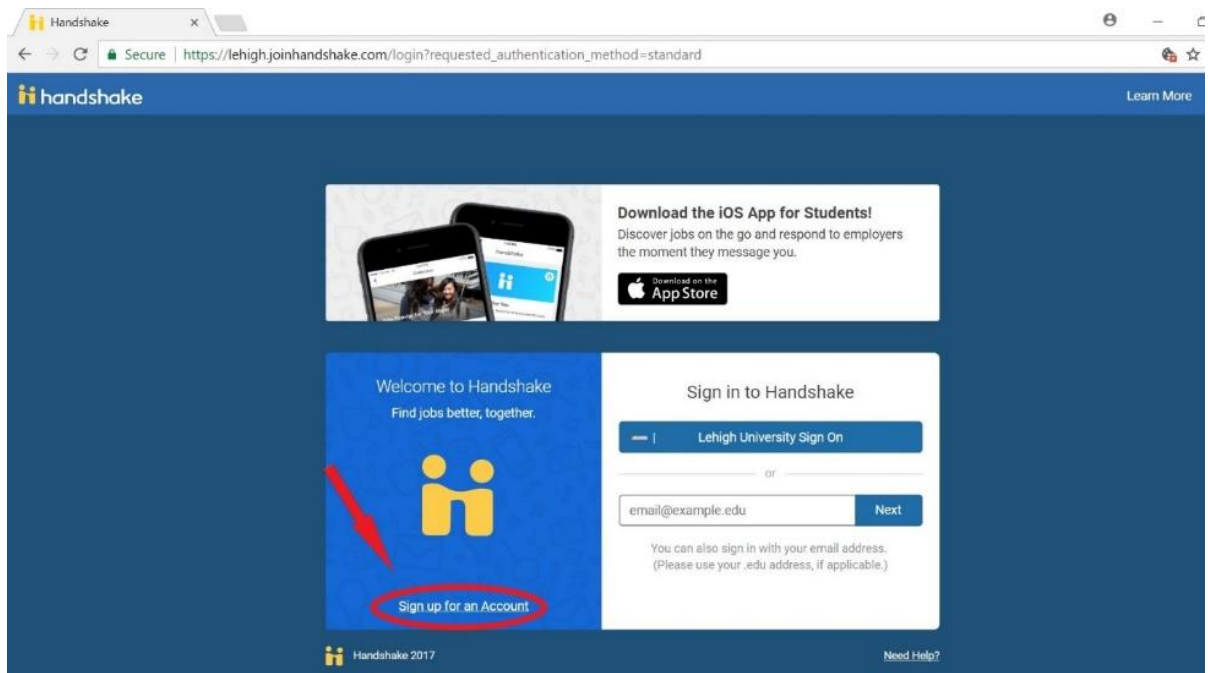 Handshake
Secure | https://lehigh.joinhandshake.com/login?requested_authentication_method=standard
handshake
Learn More
Download the iOS App for Students!
Discover jobs on the go and respond to employers
the moment they message you.
Download on the
App Store
Welcome to Handshake
Find jobs better, together.
Sign up for an Account
Sign in to Handshake
Lehigh University Sign On
or
email@example.edu
Next
You can also sign in with your email address.
(Please use your .edu address, if applicable.)
Handshake 2017
Need Help?